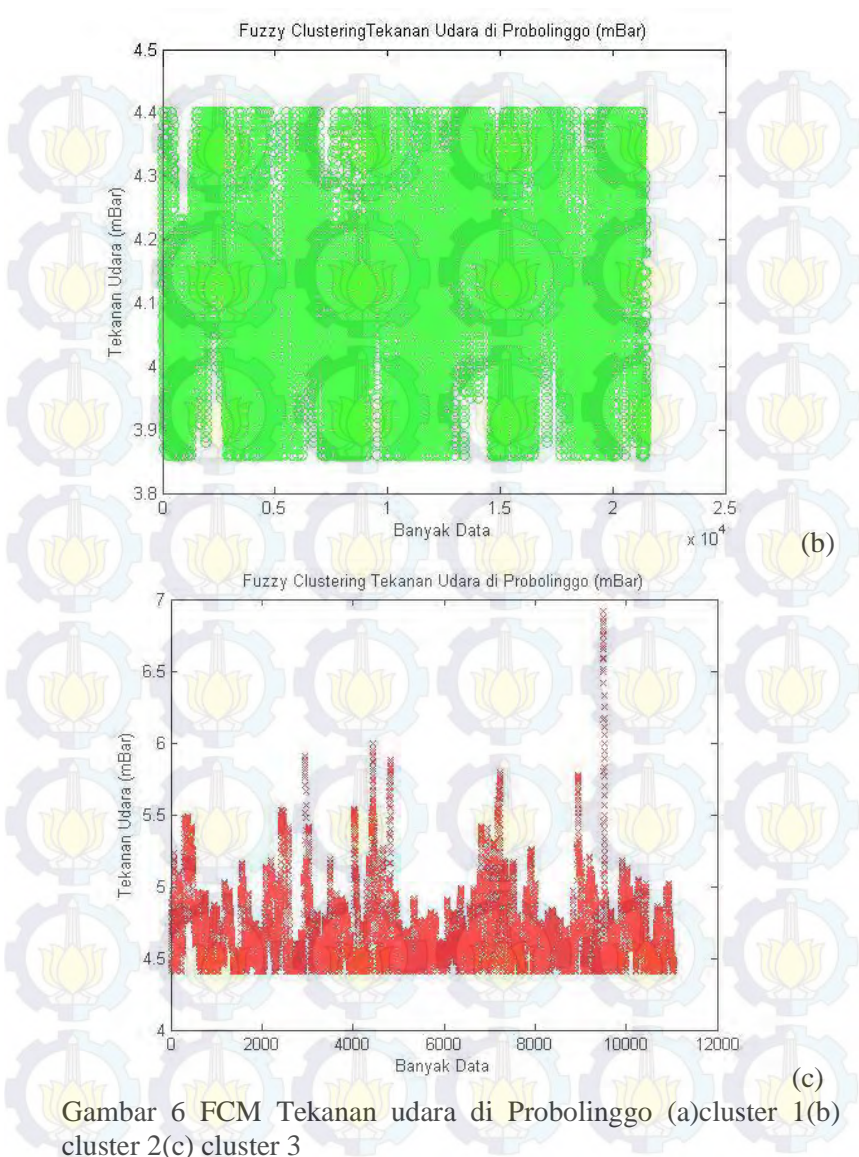 Fuzzy ClusteringTekanan Udara di Probolinggo (mBar)
4.5
4.4
4.3
4.2
4.1
4
3.9
3.8
Tekanan Udara (mBar)
0 0.5 1 1.5 2 2.5
x 10^4
Banyak Data
(b)
Fuzzy Clustering Tekanan Udara di Probolinggo (mBar)
7
6.5
6
5.5
5
4.5
4
Tekanan Udara (mBar)
0 2000 4000 6000 8000 10000 12000
Banyak Data
(c)
Gambar 6 FCM Tekanan udara di Probolinggo (a)cluster 1(b)
cluster 2(c) cluster 3